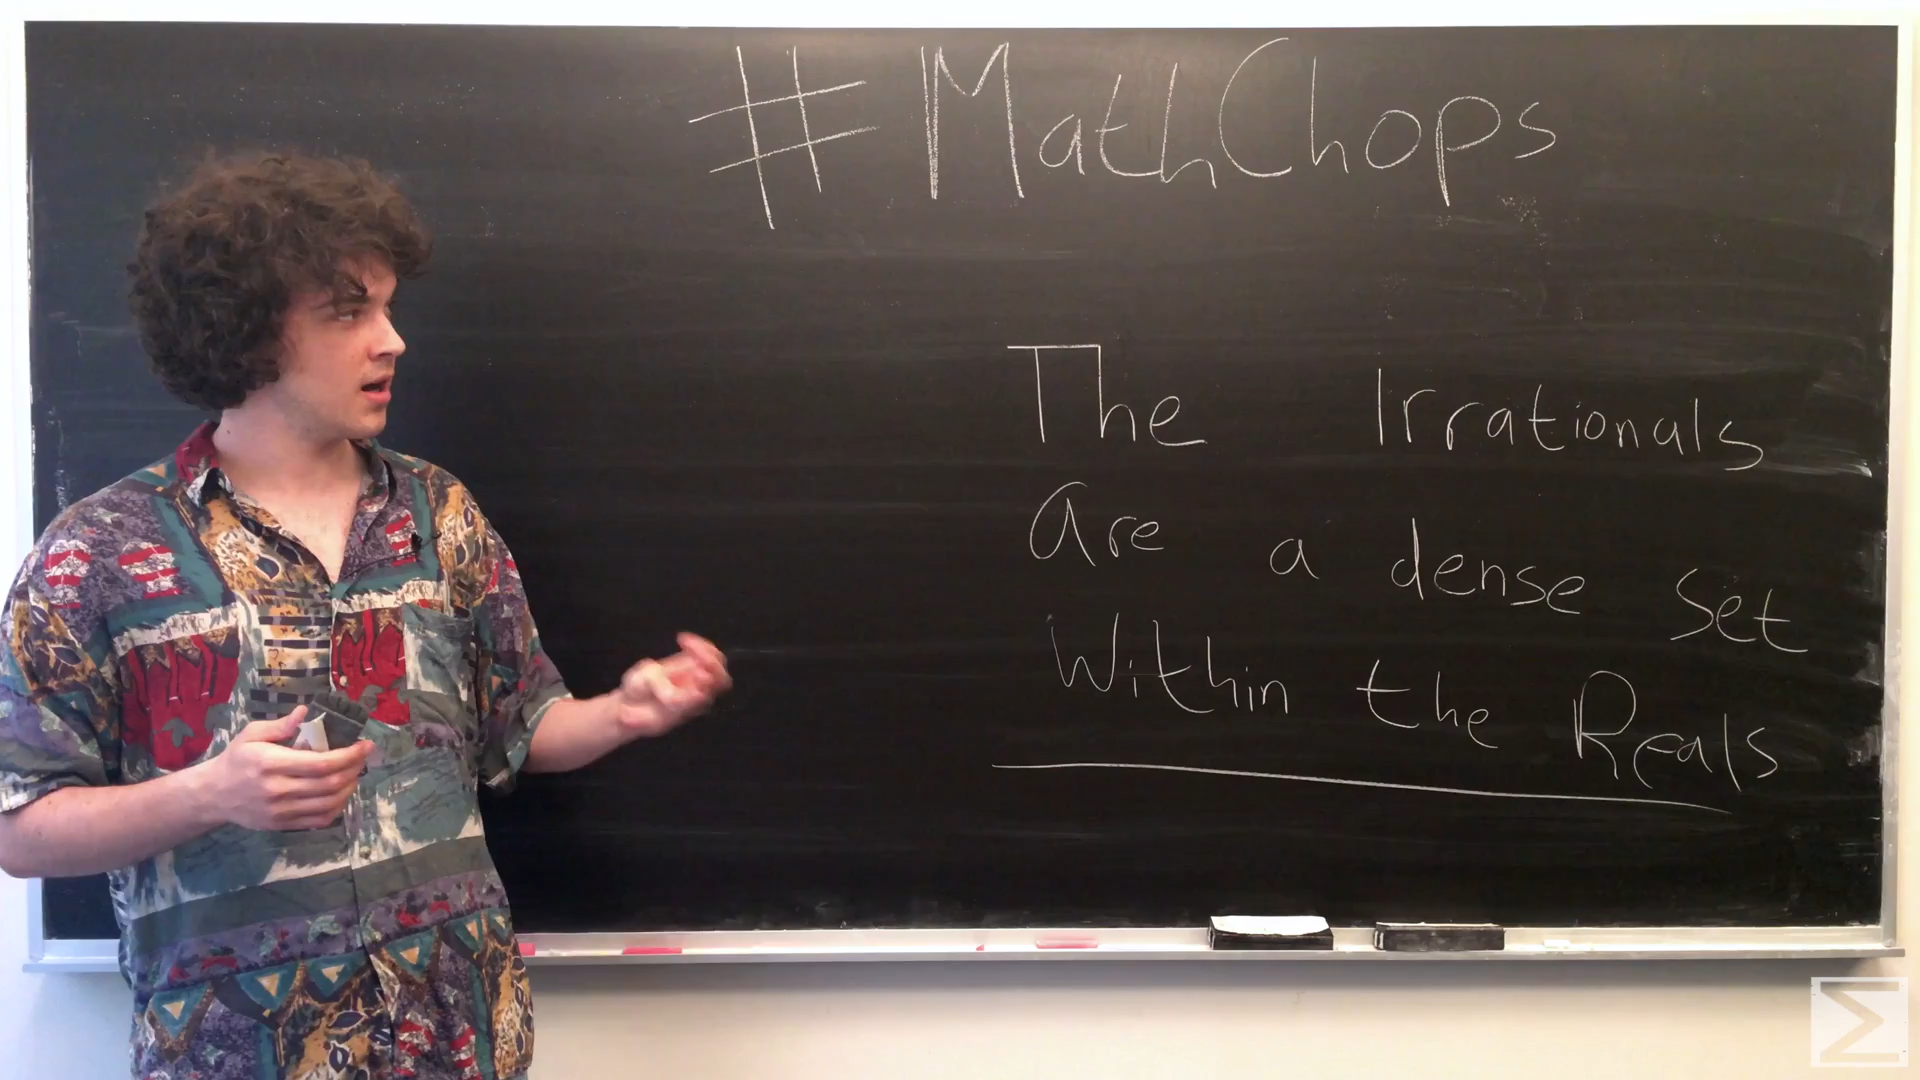 #MathChops
The Irrationals
are a dense set
Within the Reals
Σ